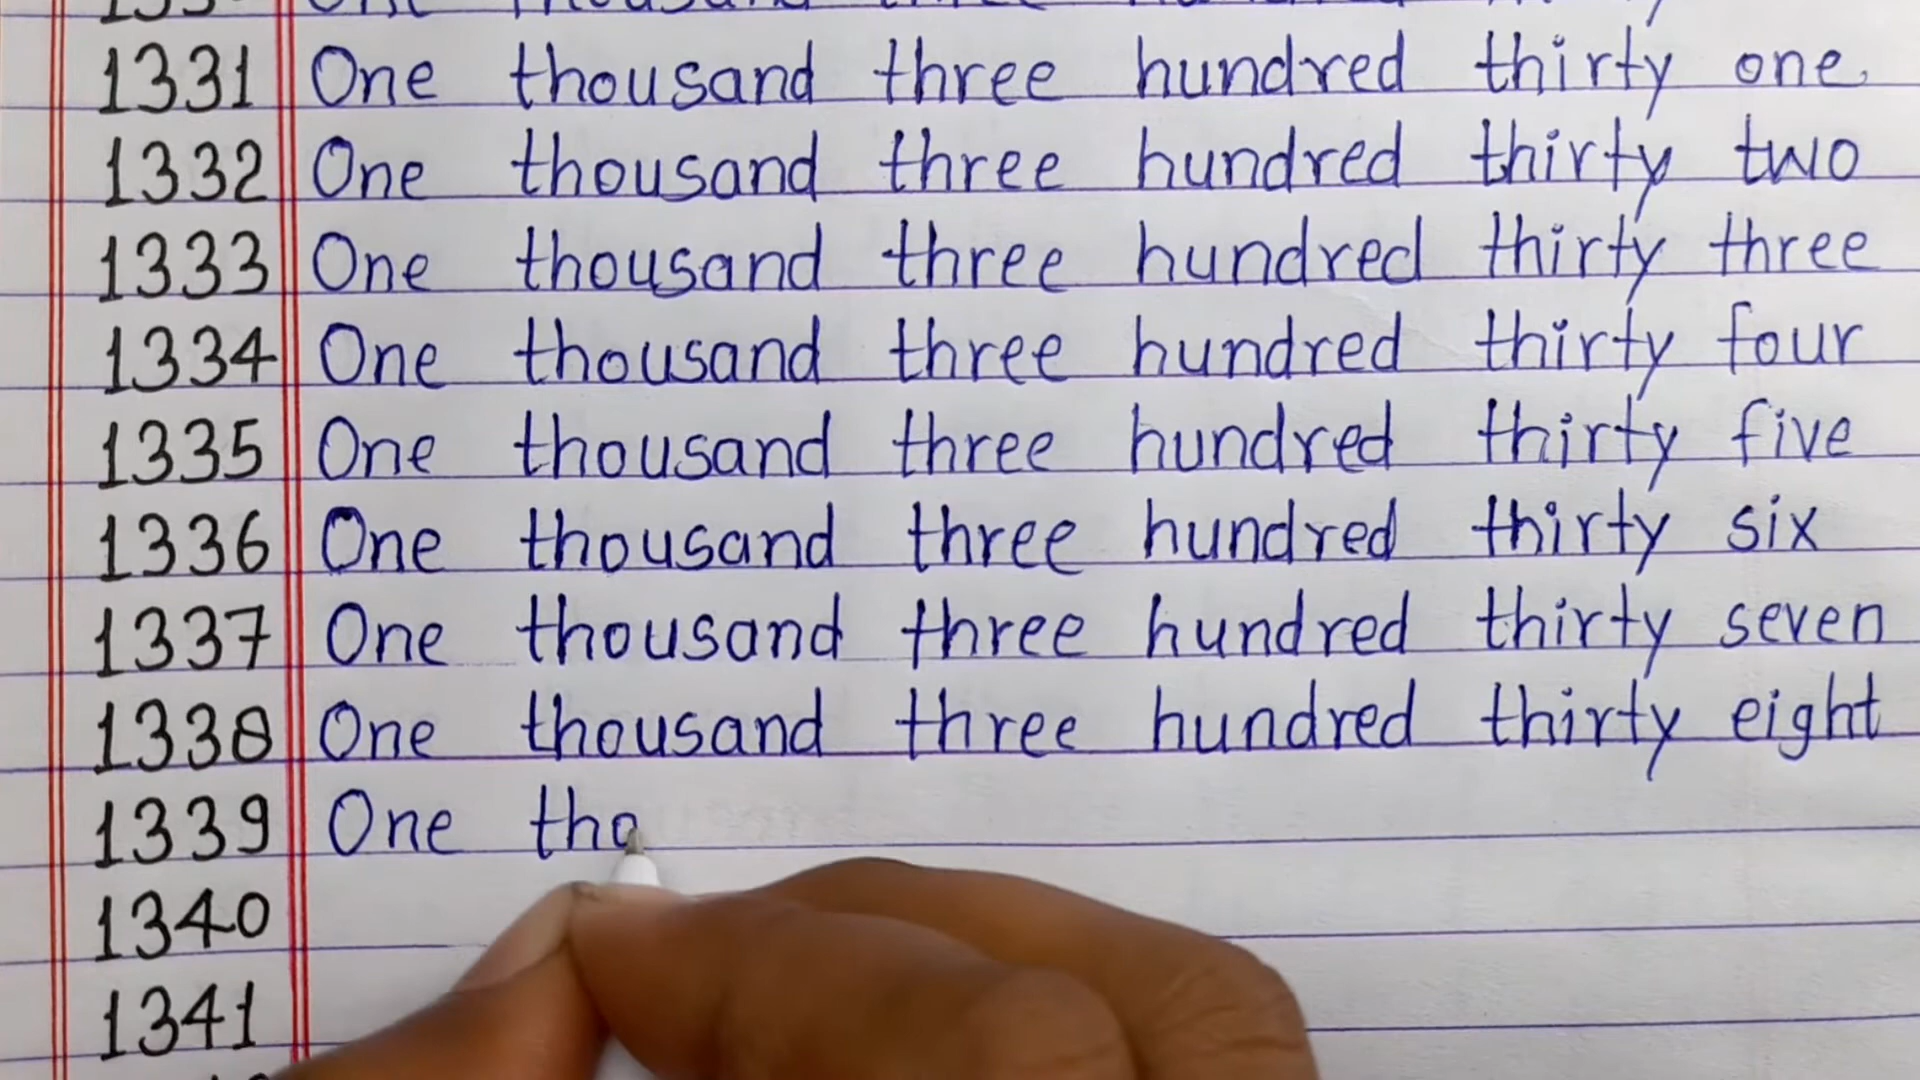 1331 One thousand three hundred thirty one
1332 One thousand three hundred thirty two
1333 One thousand three hundred thirty three
1334 One thousand three hundred thirty four
1335 One thousand three hundred thirty five
1336 One thousand three hundred thirty six
1337 One thousand three hundred thirty seven
1338 One thousand three hundred thirty eight
1339 One tho
1340
1341